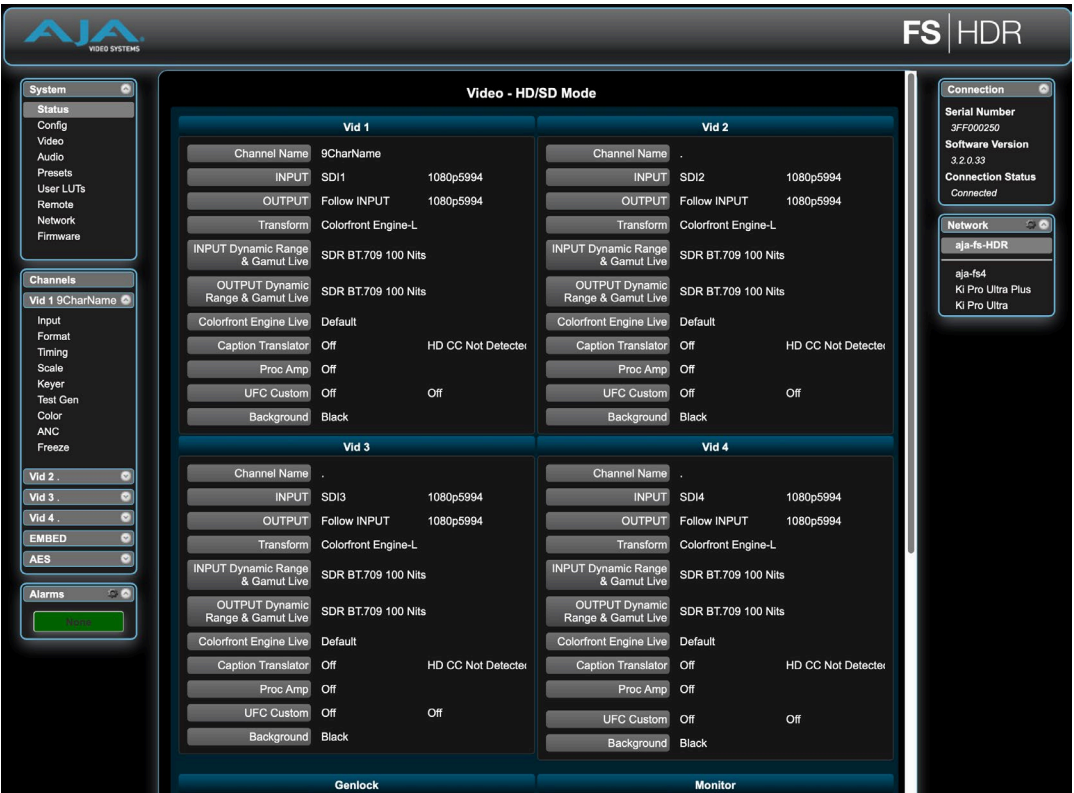 AJA
VIDEO SYSTEMS
FS HDR
System
Status
Config
Video
Audio
Presets
User LUTs
Remote
Network
Firmware
Channels
Vid 1 9CharName
Input
Format
Timing
Scale
Keyer
Test Gen
Color
ANC
Freeze
Vid 2 .
Vid 3 .
Vid 4 .
EMBED
AES
Alarms
None
Video - HD/SD Mode
Vid 1
Channel Name 9CharName
INPUT SDI1 1080p5994
OUTPUT Follow INPUT 1080p5994
Transform Colorfront Engine-L
INPUT Dynamic Range
& Gamut Live SDR BT.709 100 Nits
OUTPUT Dynamic
Range & Gamut Live SDR BT.709 100 Nits
Colorfront Engine Live Default
Caption Translator Off HD CC Not Detected
Proc Amp Off
UFC Custom Off Off
Background Black
Vid 2
Channel Name .
INPUT SDI2 1080p5994
OUTPUT Follow INPUT 1080p5994
Transform Colorfront Engine-L
INPUT Dynamic Range
& Gamut Live SDR BT.709 100 Nits
OUTPUT Dynamic
Range & Gamut Live SDR BT.709 100 Nits
Colorfront Engine Live Default
Caption Translator Off HD CC Not Detected
Proc Amp Off
UFC Custom Off Off
Background Black
Vid 3
Channel Name .
INPUT SDI3 1080p5994
OUTPUT Follow INPUT 1080p5994
Transform Colorfront Engine-L
INPUT Dynamic Range
& Gamut Live SDR BT.709 100 Nits
OUTPUT Dynamic
Range & Gamut Live SDR BT.709 100 Nits
Colorfront Engine Live Default
Caption Translator Off HD CC Not Detected
Proc Amp Off
UFC Custom Off Off
Background Black
Vid 4
Channel Name .
INPUT SDI4 1080p5994
OUTPUT Follow INPUT 1080p5994
Transform Colorfront Engine-L
INPUT Dynamic Range
& Gamut Live SDR BT.709 100 Nits
OUTPUT Dynamic
Range & Gamut Live SDR BT.709 100 Nits
Colorfront Engine Live Default
Caption Translator Off HD CC Not Detected
Proc Amp Off
UFC Custom Off Off
Background Black
Genlock
Monitor
Connection
Serial Number
3FF000250
Software Version
3.2.0.33
Connection Status
Connected
Network
aja-fs-HDR
aja-fs4
Ki Pro Ultra Plus
Ki Pro Ultra